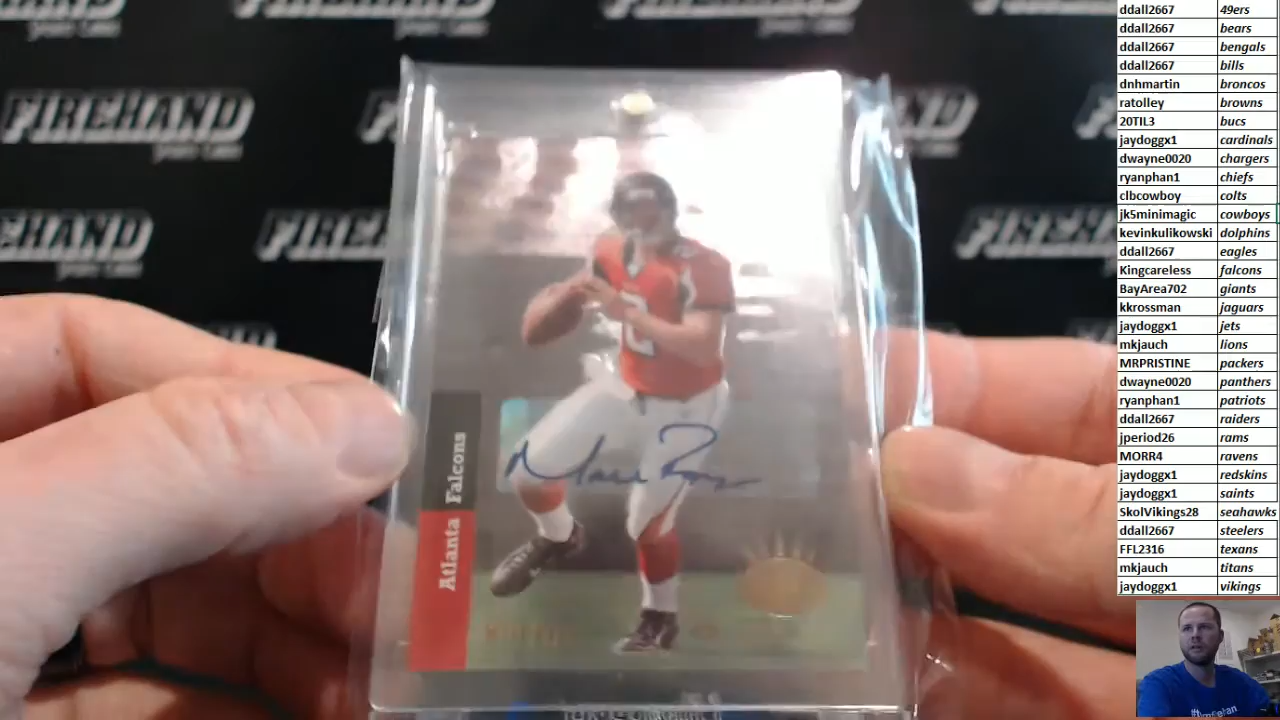 FIREHAND
FIREHAND
FIREHAND
Atlanta Falcons
2
Matt Ryan
ddall2667 49ers
ddall2667 bears
ddall2667 bengals
ddall2667 bills
dnhmartin broncos
ratolley browns
20TIL3 bucs
jaydoggx1 cardinals
dwayne0020 chargers
ryanphan1 chiefs
clbcowboy colts
jk5minimagic cowboys
kevinkulikowski dolphins
ddall2667 eagles
Kingcareless falcons
BayArea702 giants
kkrossman jaguars
jaydoggx1 jets
mkjauch lions
MRPRISTINE packers
dwayne0020 panthers
ryanphan1 patriots
ddall2667 raiders
jperiod26 rams
MORR4 ravens
jaydoggx1 redskins
jaydoggx1 saints
SkolVikings28 seahawks
ddall2667 steelers
FFL2316 texans
mkjauch titans
jaydoggx1 vikings